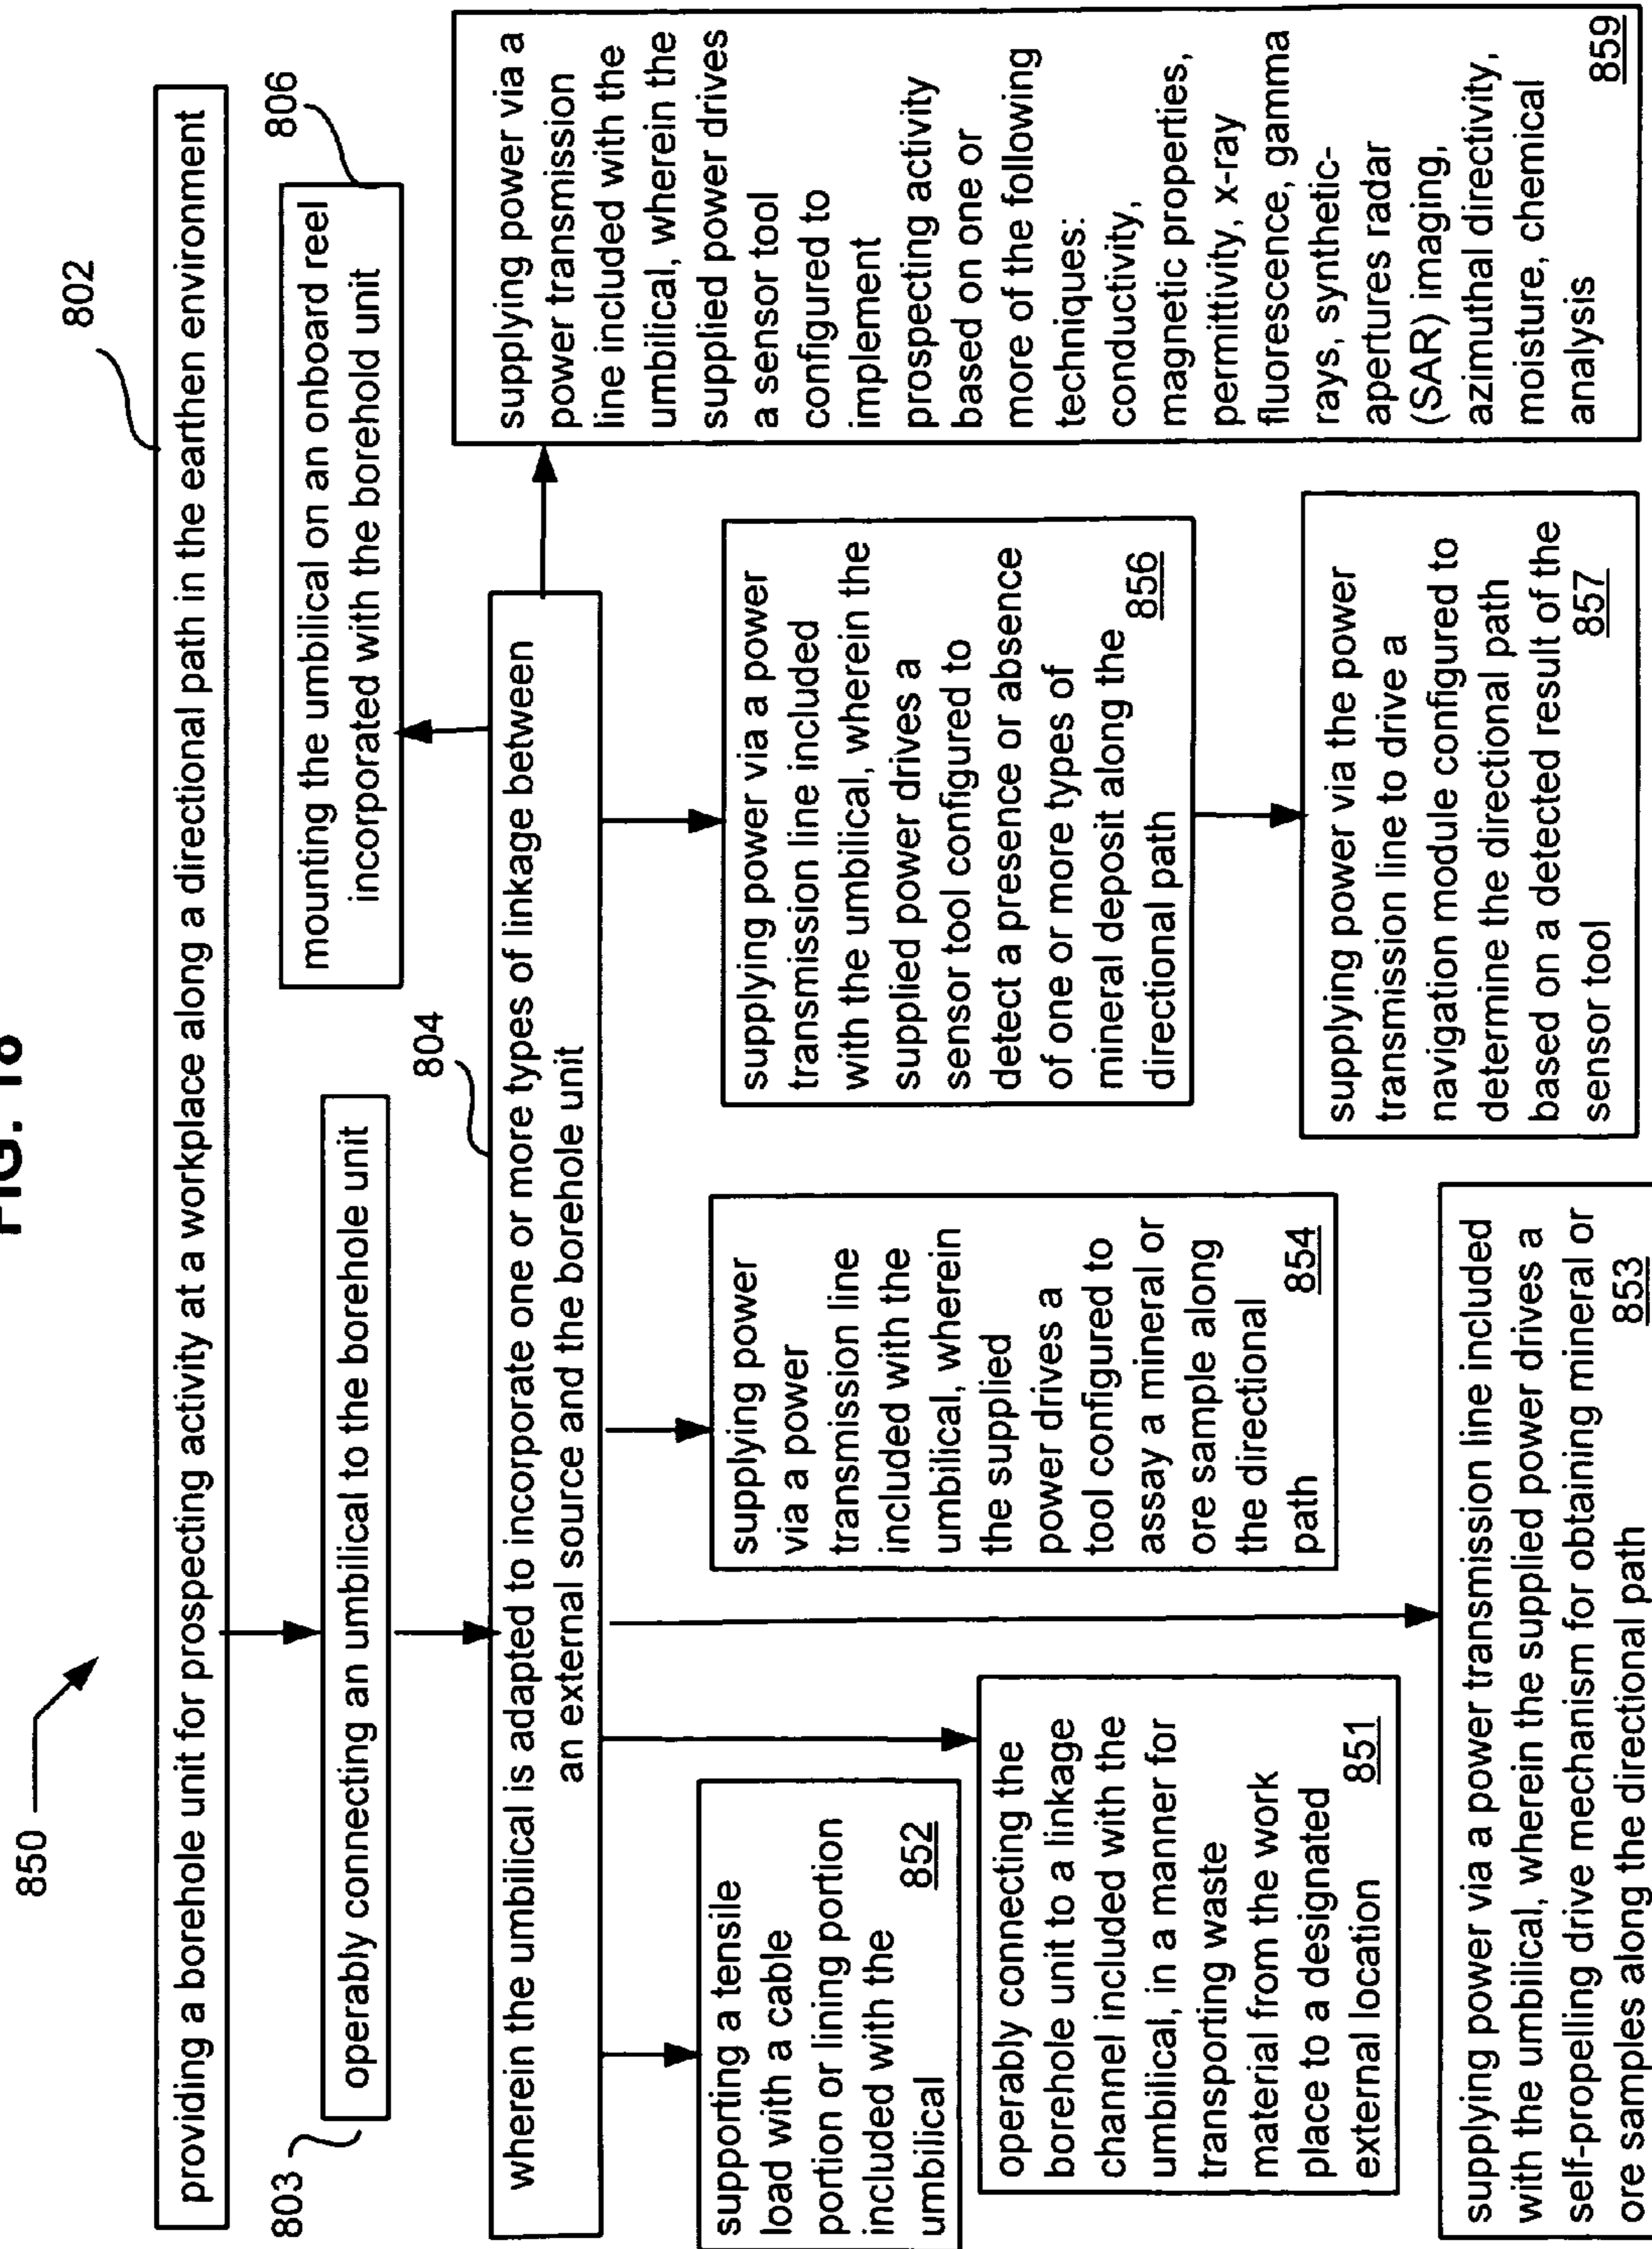 FIG.
850
802
providing a borehole unit for prospecting activity at a workplace along a directional path in the earthen environment
803
operably connecting an umbilical to the borehole unit
806
mounting the umbilical on an onboard reel
incorporated with the borehold unit
804
wherein the umbilical is adapted to incorporate one or more types of linkage between
an external source and the borehole unit
supporting a tensile
load with a cable
portion or lining portion
included with the
umbilical 852
operably connecting the
borehole unit to a linkage
channel included with the
umbilical, in a manner for
transporting waste
material from the work
place to a designated
external location 851
supplying power via a power transmission line included
with the umbilical, wherein the supplied power drives a
self-propelling drive mechanism for obtaining mineral or
ore samples along the directional path 853
supplying power
via a power
transmission line
included with the
umbilical, wherein
the supplied
power drives a
tool configured to
assay a mineral or
ore sample along
the directional
path 854
supplying power via a power
transmission line included
with the umbilical, wherein the
supplied power drives a
sensor tool configured to
detect a presence or absence
of one or more types of
mineral deposit along the
directional path 856
supplying power via the power
transmission line to drive a
navigation module configured to
determine the directional path
based on a detected result of the
sensor tool 857
supplying power via a
power transmission
line included with the
umbilical, wherein the
supplied power drives
a sensor tool
configured to
implement
prospecting activity
based on one or
more of the following
techniques:
conductivity,
magnetic properties,
permittivity, x-ray
fluorescence, gamma
rays, synthetic-
apertures radar
(SAR) imaging,
azimuthal directivity,
moisture, chemical
analysis 859